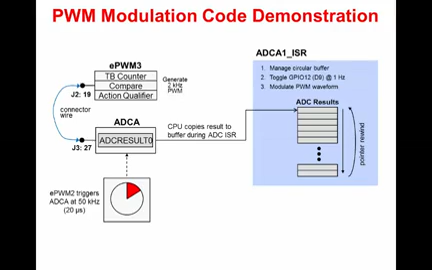 PWM Modulation Code Demonstration
ePWM3
TB Counter
Compare
Action Qualifier
Generate
2 kHz
PWM
J2: 19
connector
wire
J3: 27
ADCA
ADCRESULT0
CPU copies result to
buffer during ADC ISR
ePWM2 triggers
ADCA at 50 kHz
(20 µs)
ADCA1_ISR
1. Manage circular buffer
2. Toggle GPIO12 (D9) @ 1 Hz
3. Modulate PWM waveform
ADC Results
pointer rewind